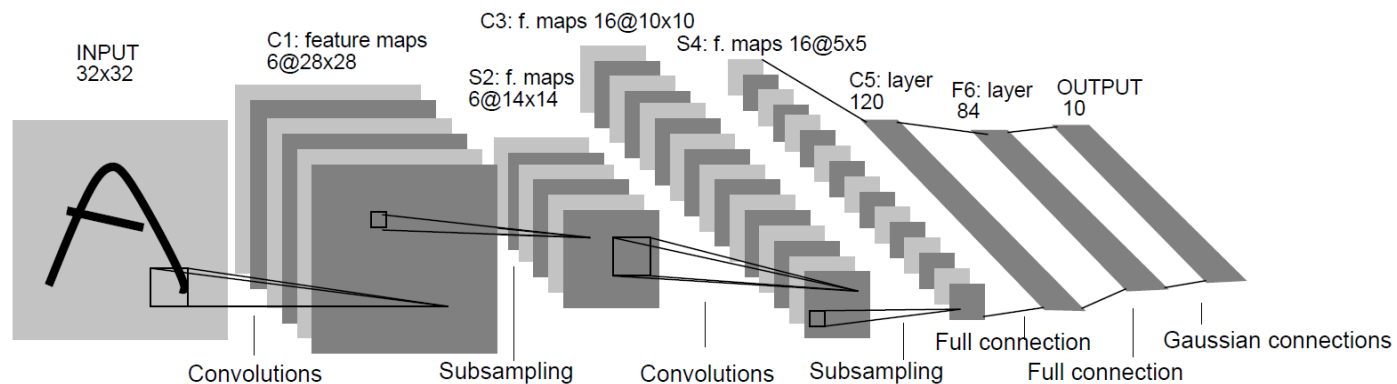 INPUT
32x32
C1: feature maps
6@28x28
S2: f. maps
6@14x14
C3: f. maps 16@10x10
S4: f. maps 16@5x5
C5: layer
120
F6: layer
84
OUTPUT
10
Convolutions
Subsampling
Convolutions
Subsampling
Full connection
Full connection
Gaussian connections